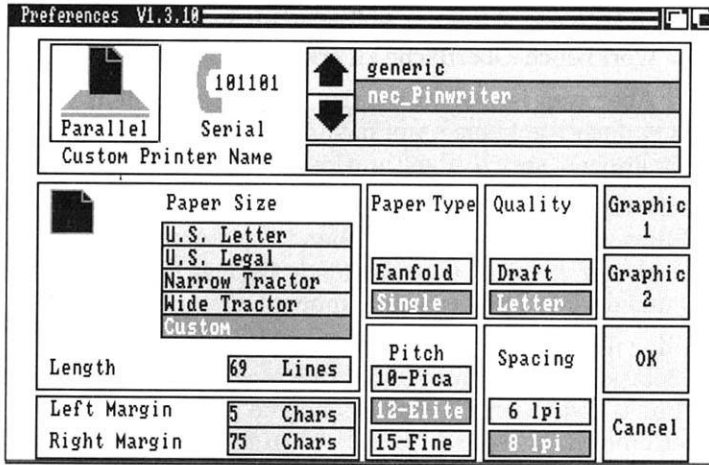 Preferences V1.3.10
101101
Parallel
Serial
Custom Printer Name
generic
nec_Pinwriter
Paper Size
U.S. Letter
U.S. Legal
Narrow Tractor
Wide Tractor
Custom
Length
69 Lines
Left Margin
5 Chars
Right Margin
75 Chars
Paper Type
Fanfold
Single
Quality
Draft
Letter
Pitch
10-Pica
12-Elite
15-Fine
Spacing
6 lpi
8 lpi
Graphic
1
Graphic
2
OK
Cancel